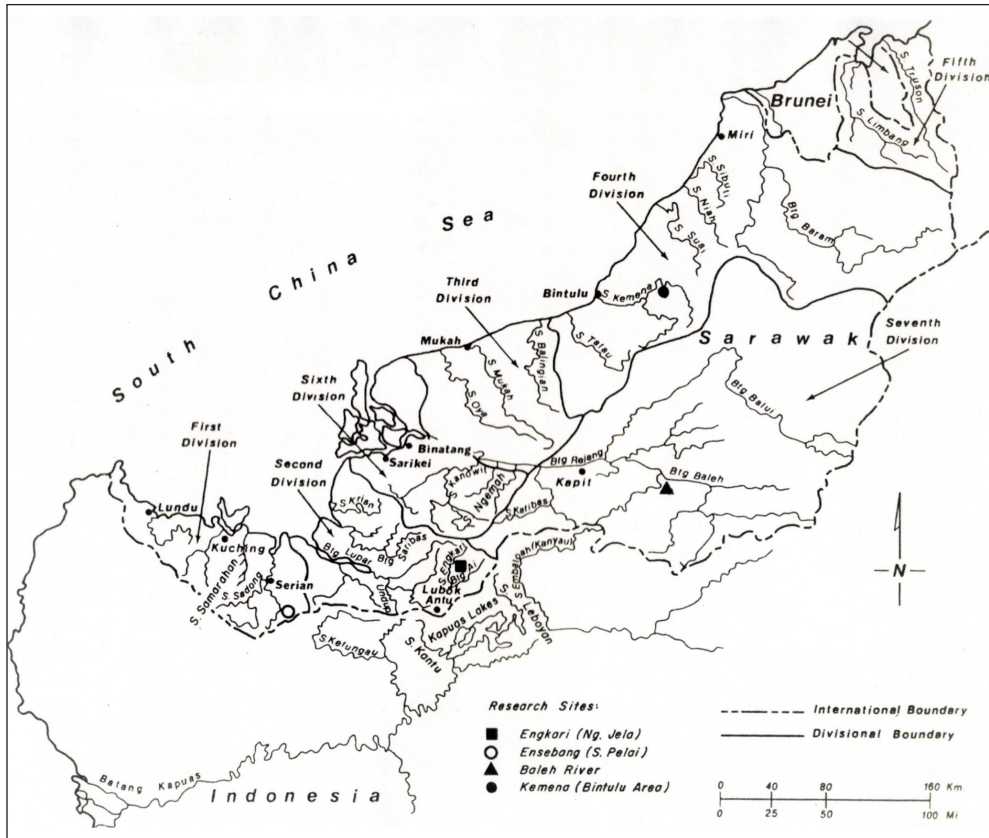 Brunei
S. Truson
Fifth
Division
S. Limbang
Miri
Fourth
Division
S. Sibuti
S. Niah
S. Suai
Btg Baram
South China Sea
Third
Division
Bintulu
S. Kemena
Sarawak
Seventh
Division
Mukah
S. Mukah
S. Oya
S. Balingian
S. Tatau
Btg Balui
Sixth
Division
Binatang
Sarikei
First
Division
Second
Division
S. Kanowit
S. Ngemah
Btg Rejang
Kapit
Btg Baleh
S. Katibas
S. Krian
Lundu
Kuching
S. Samarahan
S. Sadong
Serian
Btg Lupar
Btg Saribas
Undup
S. Engkari
Btg Ai
Lubok
Antu
S. Embaloh (Kanyau)
S. Leboyan
Kapuas Lakes
S. Ketungau
S. Kantu
N
Batang Kapuas
Indonesia
Research Sites:
Engkari (Ng. Jela)
Ensebang (S. Pelai)
Baleh River
Kemena (Bintulu Area)
International Boundary
Divisional Boundary
0 40 80 160 Km.
0 25 50 100 Mi.